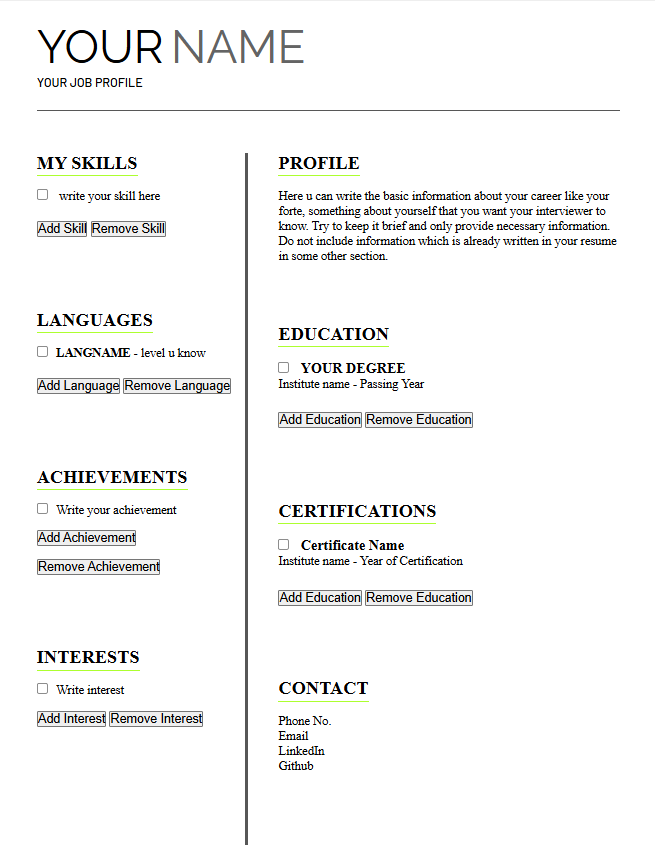 YOUR NAME
YOUR JOB PROFILE
MY SKILLS
write your skill here
Add Skill Remove Skill
LANGUAGES
LANGNAME - level u know
Add Language Remove Language
ACHIEVEMENTS
Write your achievement
Add Achievement
Remove Achievement
INTERESTS
Write interest
Add Interest Remove Interest
PROFILE
Here u can write the basic information about your career like your
forte, something about yourself that you want your interviewer to
know. Try to keep it brief and only provide necessary information.
Do not include information which is already written in your resume
in some other section.
EDUCATION
YOUR DEGREE
Institute name - Passing Year
Add Education Remove Education
CERTIFICATIONS
Certificate Name
Institute name - Year of Certification
Add Education Remove Education
CONTACT
Phone No.
Email
LinkedIn
Github